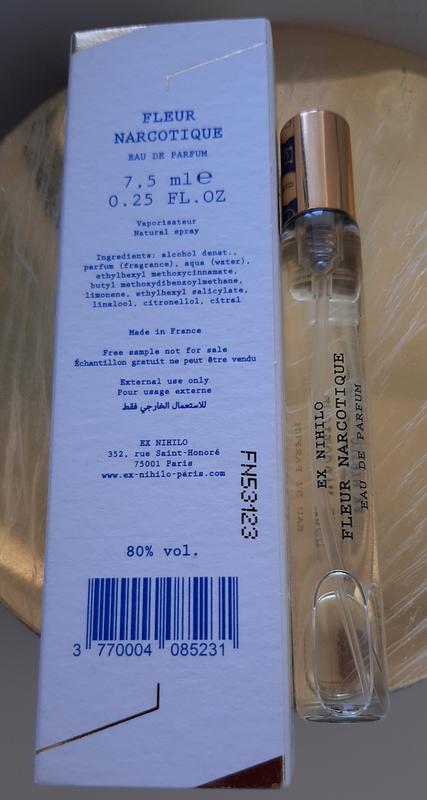 FLEUR
NARCOTIQUE
EAU DE PARFUM
7,5 ml℮
0.25 FL.OZ
Vaporisateur
Natural spray
Ingredients: alcohol denat.,
parfum (fragrance), aqua (water),
ethylhexyl methoxycinnamate,
butyl methoxydibenzoylmethane,
limonene, ethylhexyl salicylate,
linalool, citronellol, citral
Made in France
Free sample not for sale
Échantillon gratuit ne peut être vendu
External use only
Pour usage externe
للاستعمال الخارجي فقط
EX NIHILO
352, rue Saint-Honoré
75001 Paris
www.ex-nihilo-paris.com
FN53123
80% vol.
3 770004 085231
EX NIHILO
FLEUR NARCOTIQUE
EAU DE PARFUM